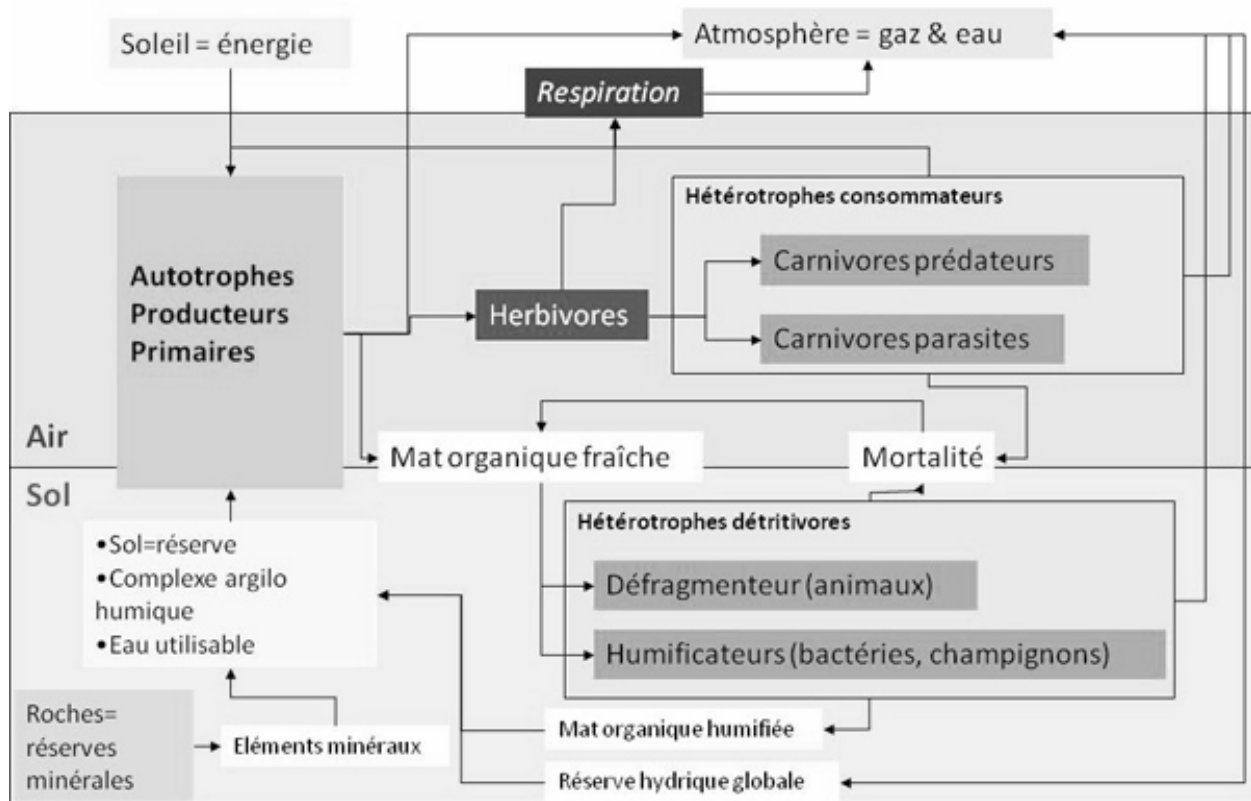 Soleil = énergie
Atmosphère = gaz & eau
Respiration
Hétérotrophes consommateurs
Autotrophes
Producteurs
Primaires
Carnivores prédateurs
Herbivores
Carnivores parasites
Air
Mat organique fraîche
Mortalité
Sol
Hétérotrophes détritivores
•Sol=réserve
•Complexe argilo
humique
•Eau utilisable
Défragmenteur (animaux)
Humificateurs (bactéries, champignons)
Roches=
réserves
minérales
Eléments minéraux
Mat organique humifiée
Réserve hydrique globale